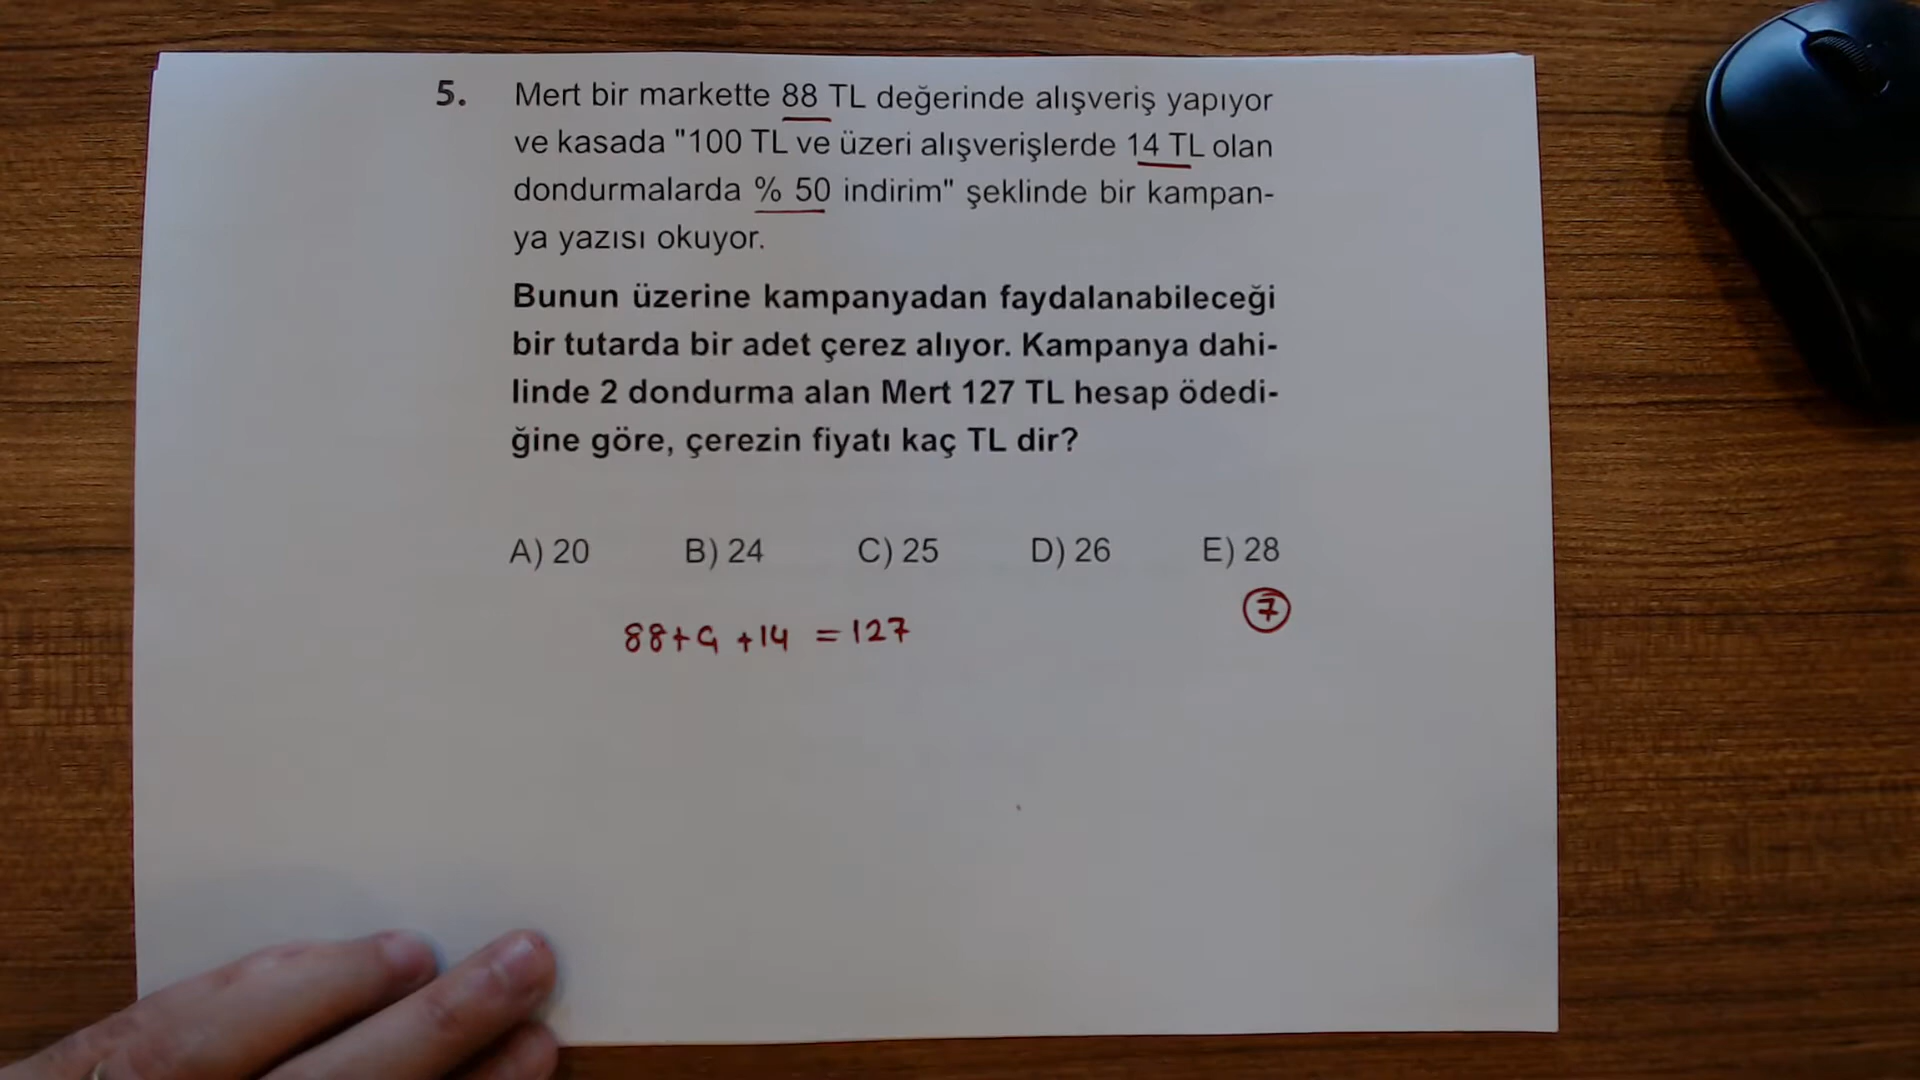 5. Mert bir markette 88 TL değerinde alışveriş yapıyor
ve kasada "100 TL ve üzeri alışverişlerde 14 TL olan
dondurmalarda % 50 indirim" şeklinde bir kampan-
ya yazısı okuyor.
Bunun üzerine kampanyadan faydalanabileceği
bir tutarda bir adet çerez alıyor. Kampanya dahi-
linde 2 dondurma alan Mert 127 TL hesap ödedi-
ğine göre, çerezin fiyatı kaç TL dir?
A) 20 B) 24 C) 25 D) 26 E) 28
7
88+Ç +14 = 127